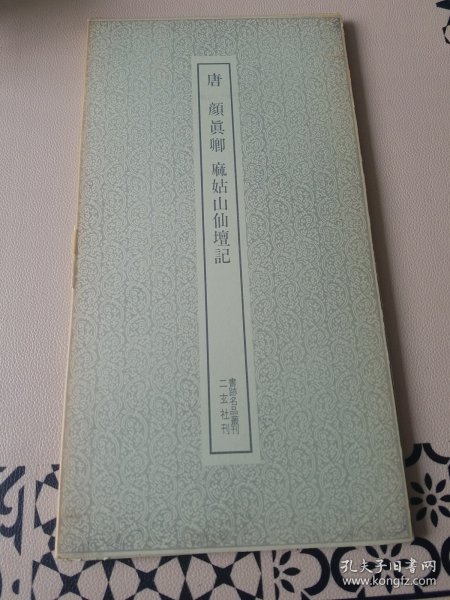 唐 顔眞卿 麻姑山仙壇記
書跡名品叢刊
二玄社刊
孔夫子旧书网
www.kongfz.com